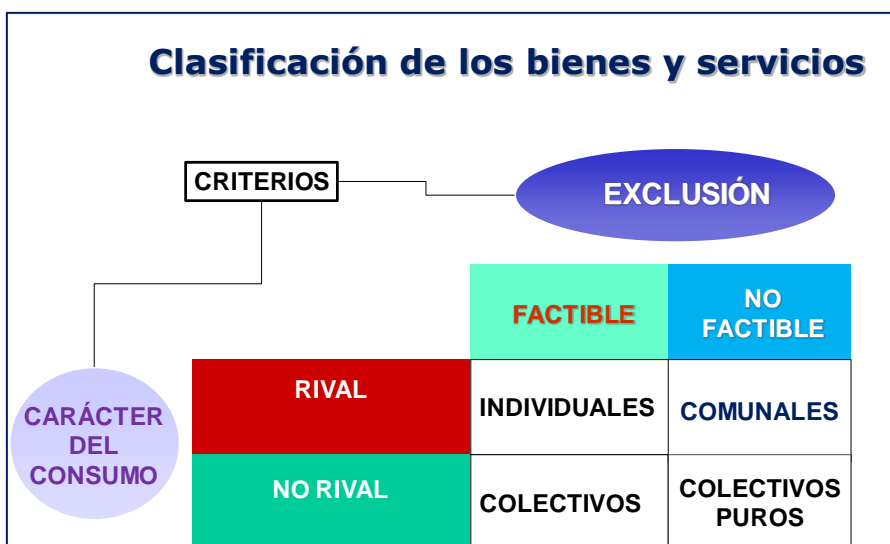 Clasificación de los bienes y servicios
CRITERIOS
EXCLUSIÓN
FACTIBLE
NO
FACTIBLE
CARÁCTER
DEL
CONSUMO
RIVAL
INDIVIDUALES
COMUNALES
NO RIVAL
COLECTIVOS
COLECTIVOS
PUROS